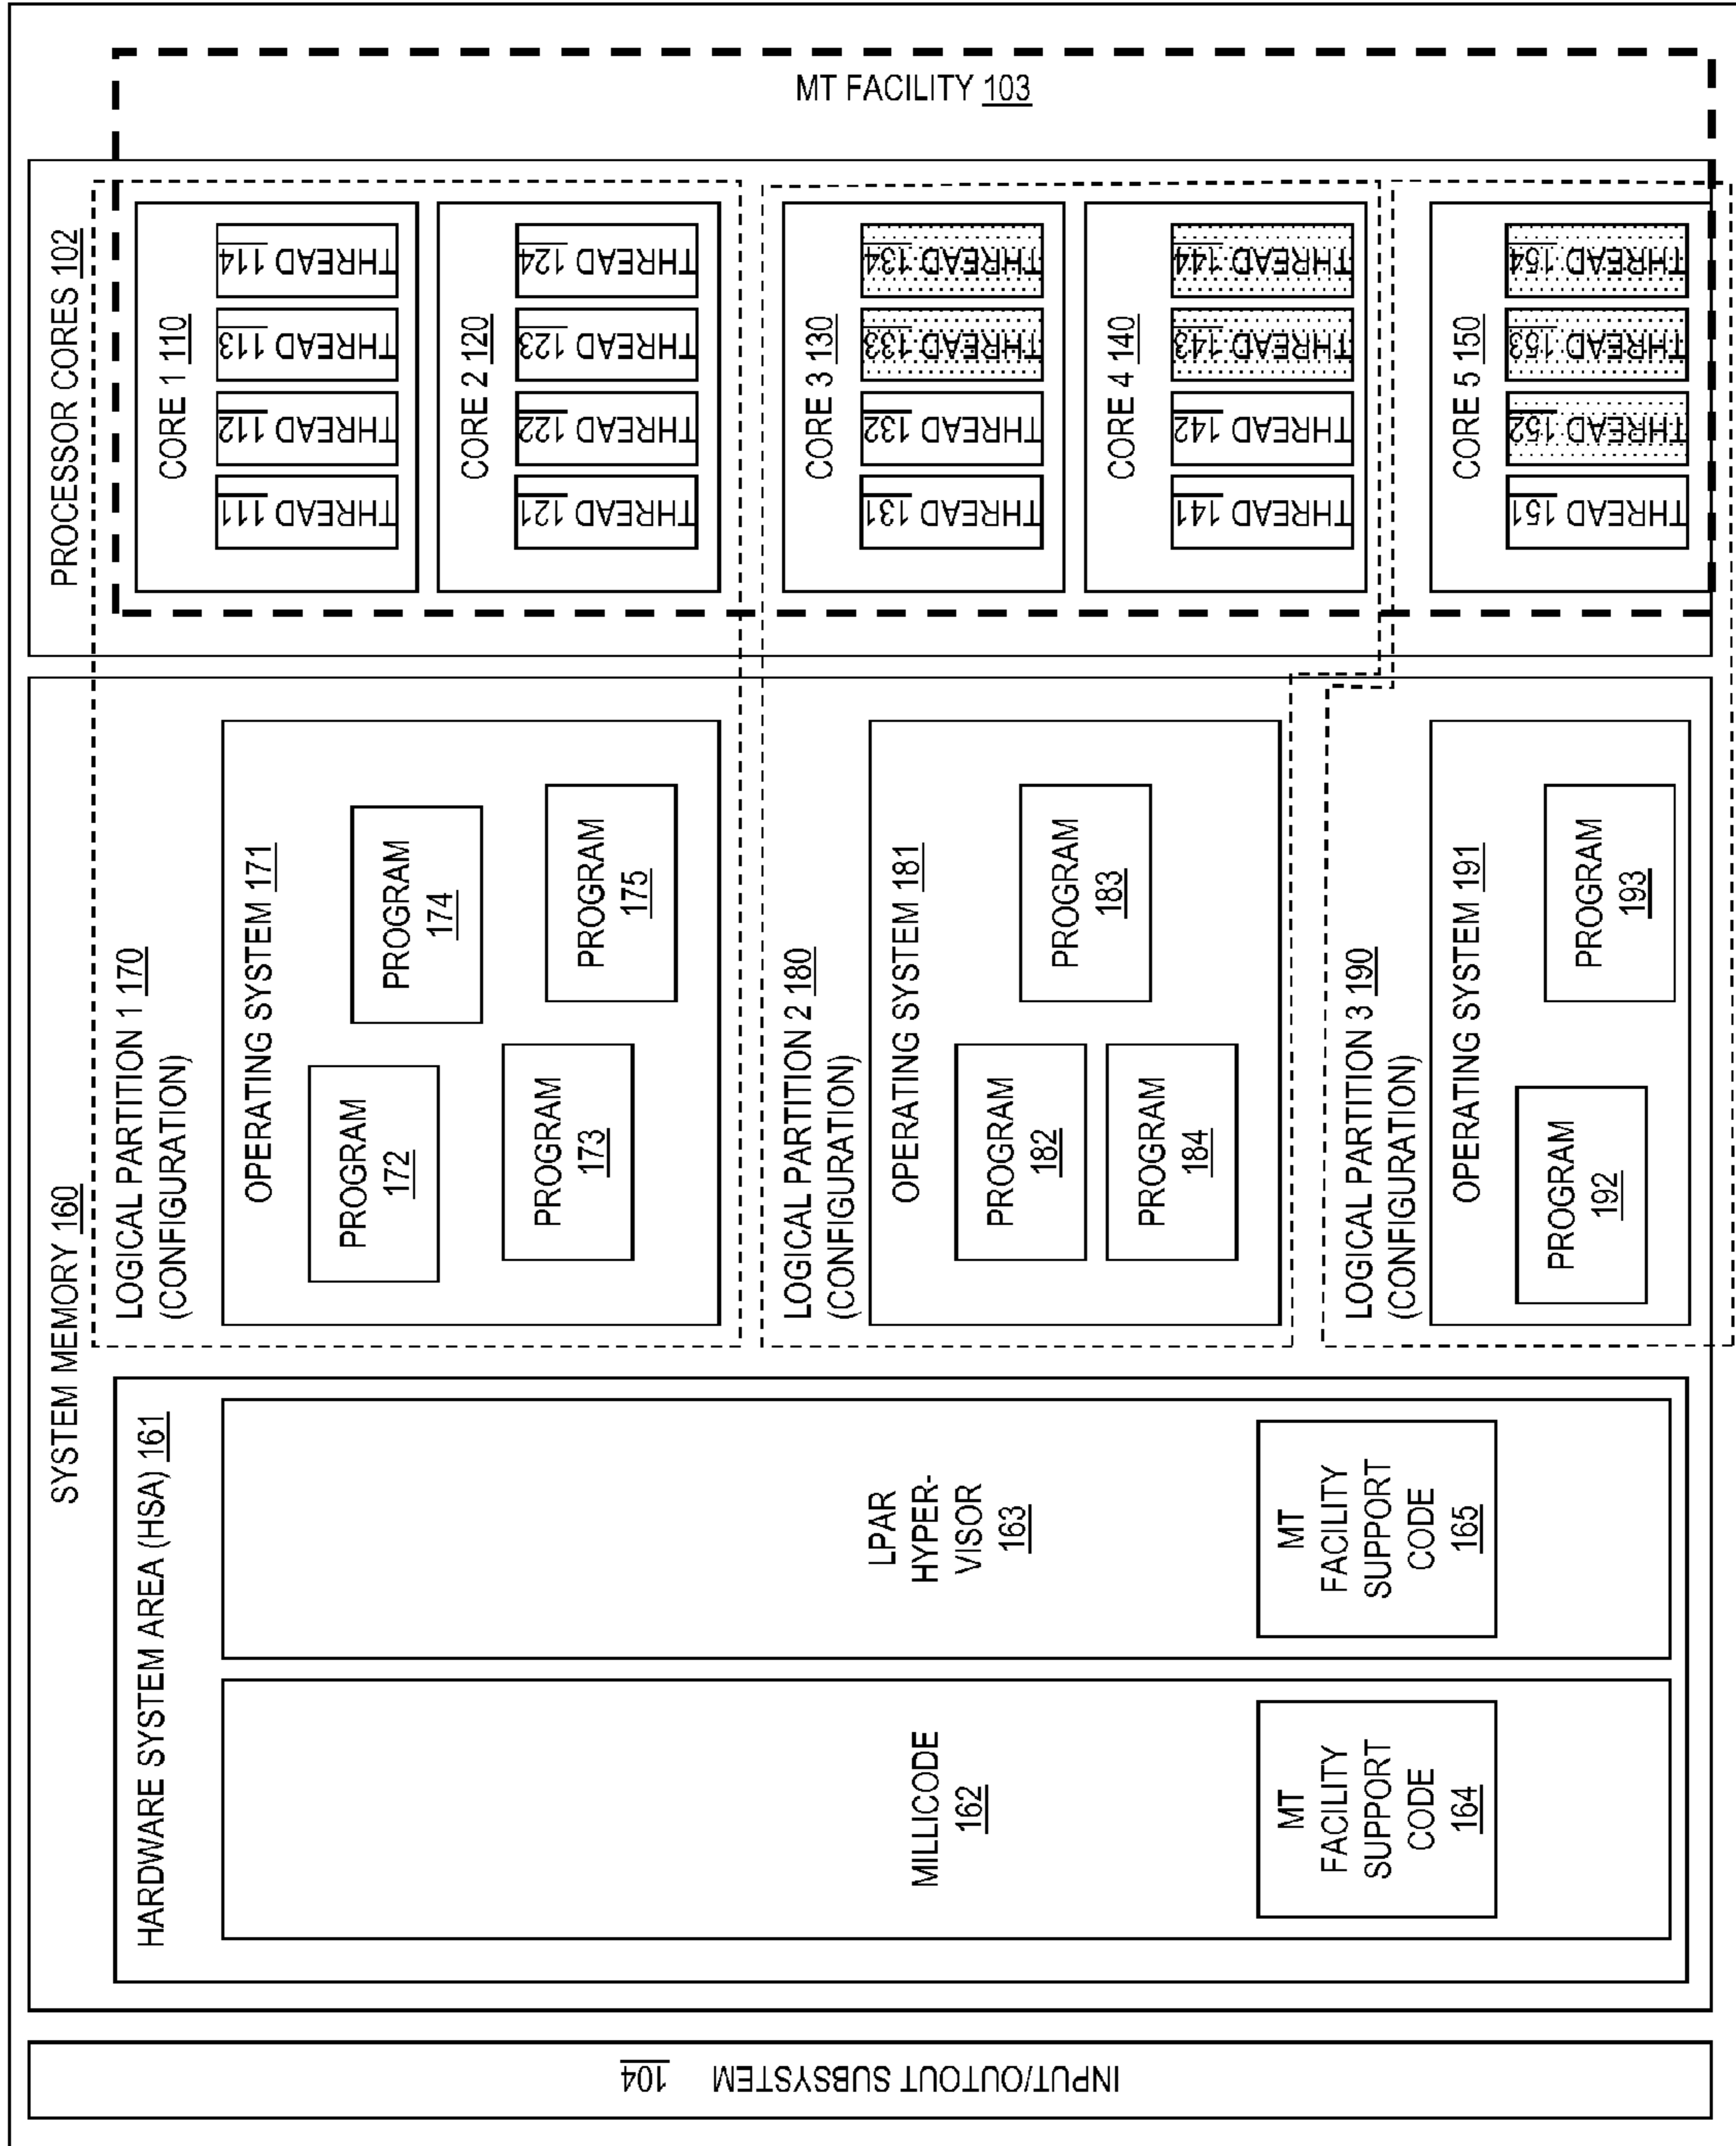 SYSTEM MEMORY 160
HARDWARE SYSTEM AREA (HSA) 161
MILLICODE
162
MT
FACILITY
SUPPORT
CODE
164
LPAR
HYPER-
VISOR
163
MT
FACILITY
SUPPORT
CODE
165
LOGICAL PARTITION 1 170
(CONFIGURATION)
OPERATING SYSTEM 171
PROGRAM
172
PROGRAM
174
PROGRAM
173
PROGRAM
175
LOGICAL PARTITION 2 180
(CONFIGURATION)
OPERATING SYSTEM 181
PROGRAM
182
PROGRAM
183
PROGRAM
184
LOGICAL PARTITION 3 190
(CONFIGURATION)
OPERATING SYSTEM 191
PROGRAM
192
PROGRAM
193
PROCESSOR CORES 102
CORE 1 110
THREAD 111
THREAD 112
THREAD 113
THREAD 114
CORE 2 120
THREAD 121
THREAD 122
THREAD 123
THREAD 124
CORE 3 130
THREAD 131
THREAD 132
THREAD 133
THREAD 134
CORE 4 140
THREAD 141
THREAD 142
THREAD 143
THREAD 144
CORE 5 150
THREAD 151
THREAD 152
THREAD 153
THREAD 154
MT FACILITY 103
INPUT/OUTOUT SUBSYSTEM 104